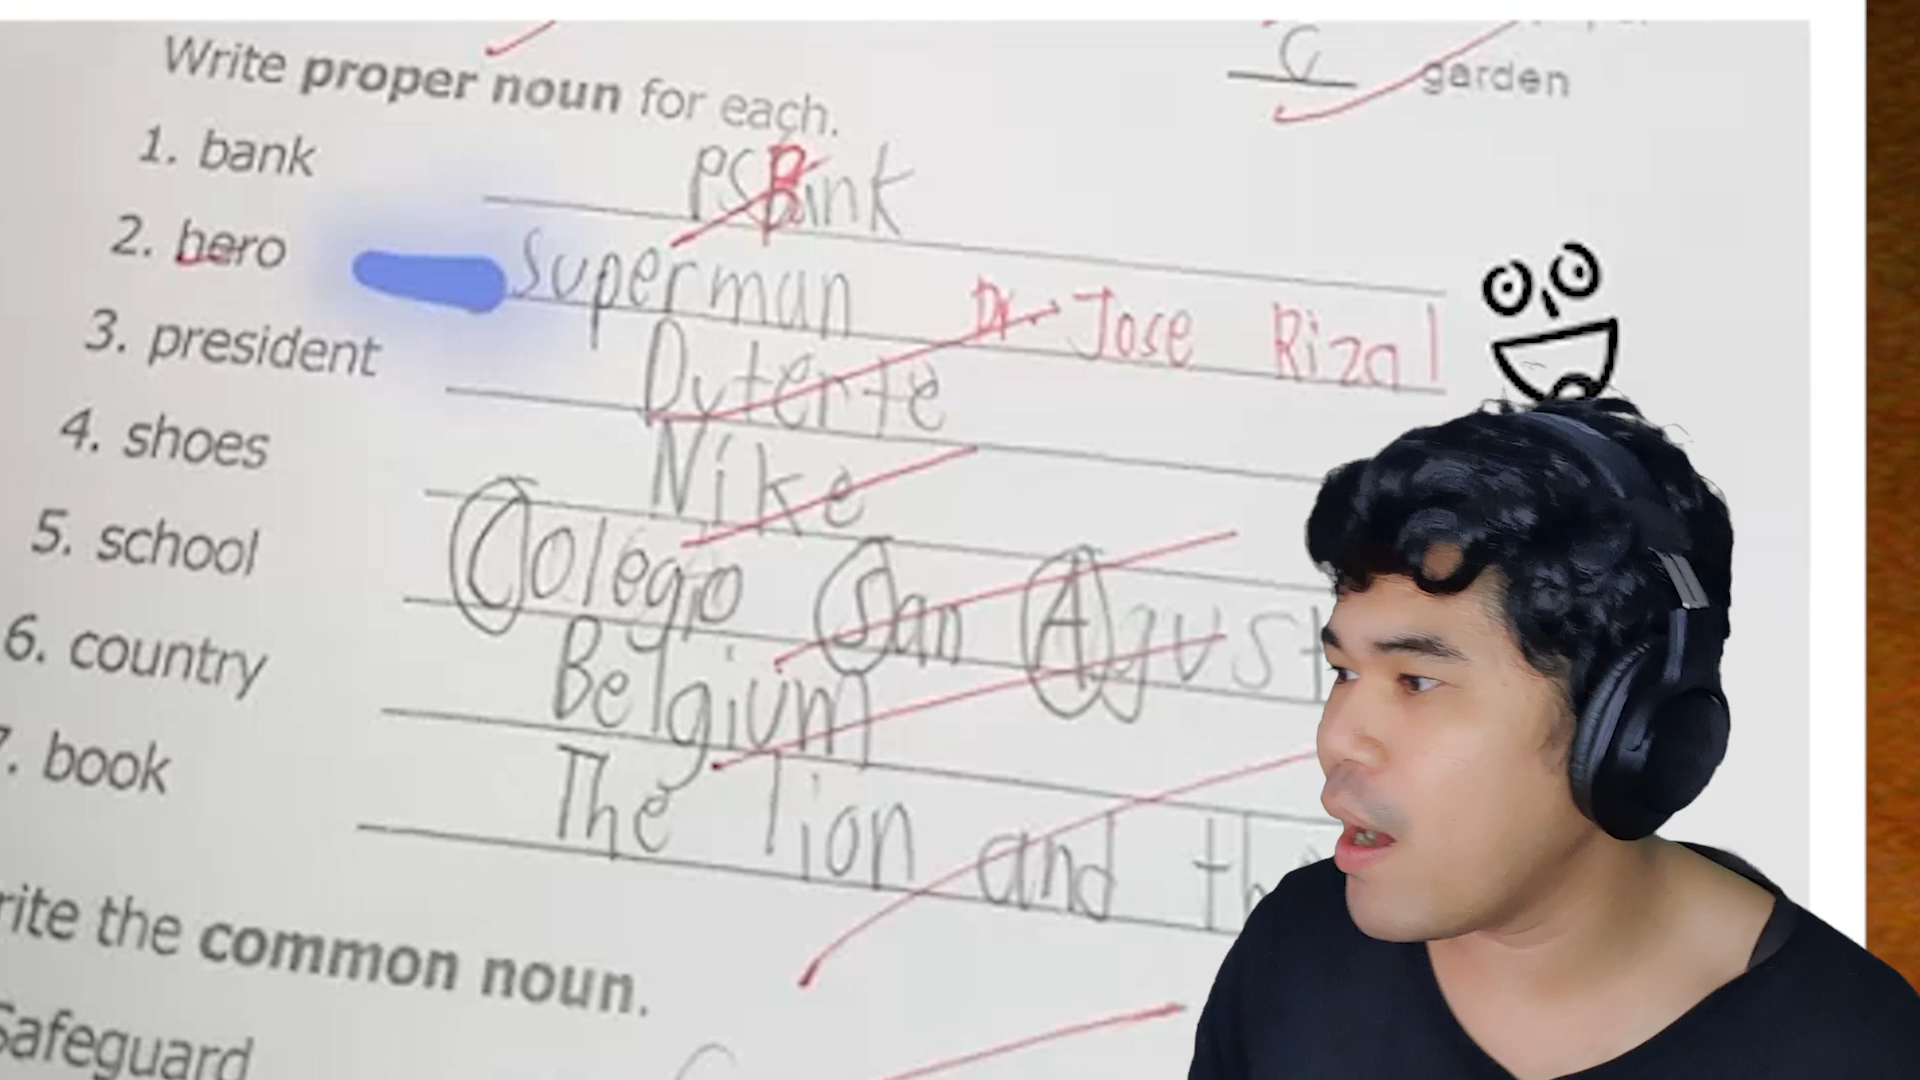 C garden
Write proper noun for each.
1. bank PSBank
2. hero Superman Dr. Jose Rizal
3. president Duterte
4. shoes Nike
5. school Colegio San Agust
6. country Belgium
7. book The lion and th
rite the common noun.
Safeguard